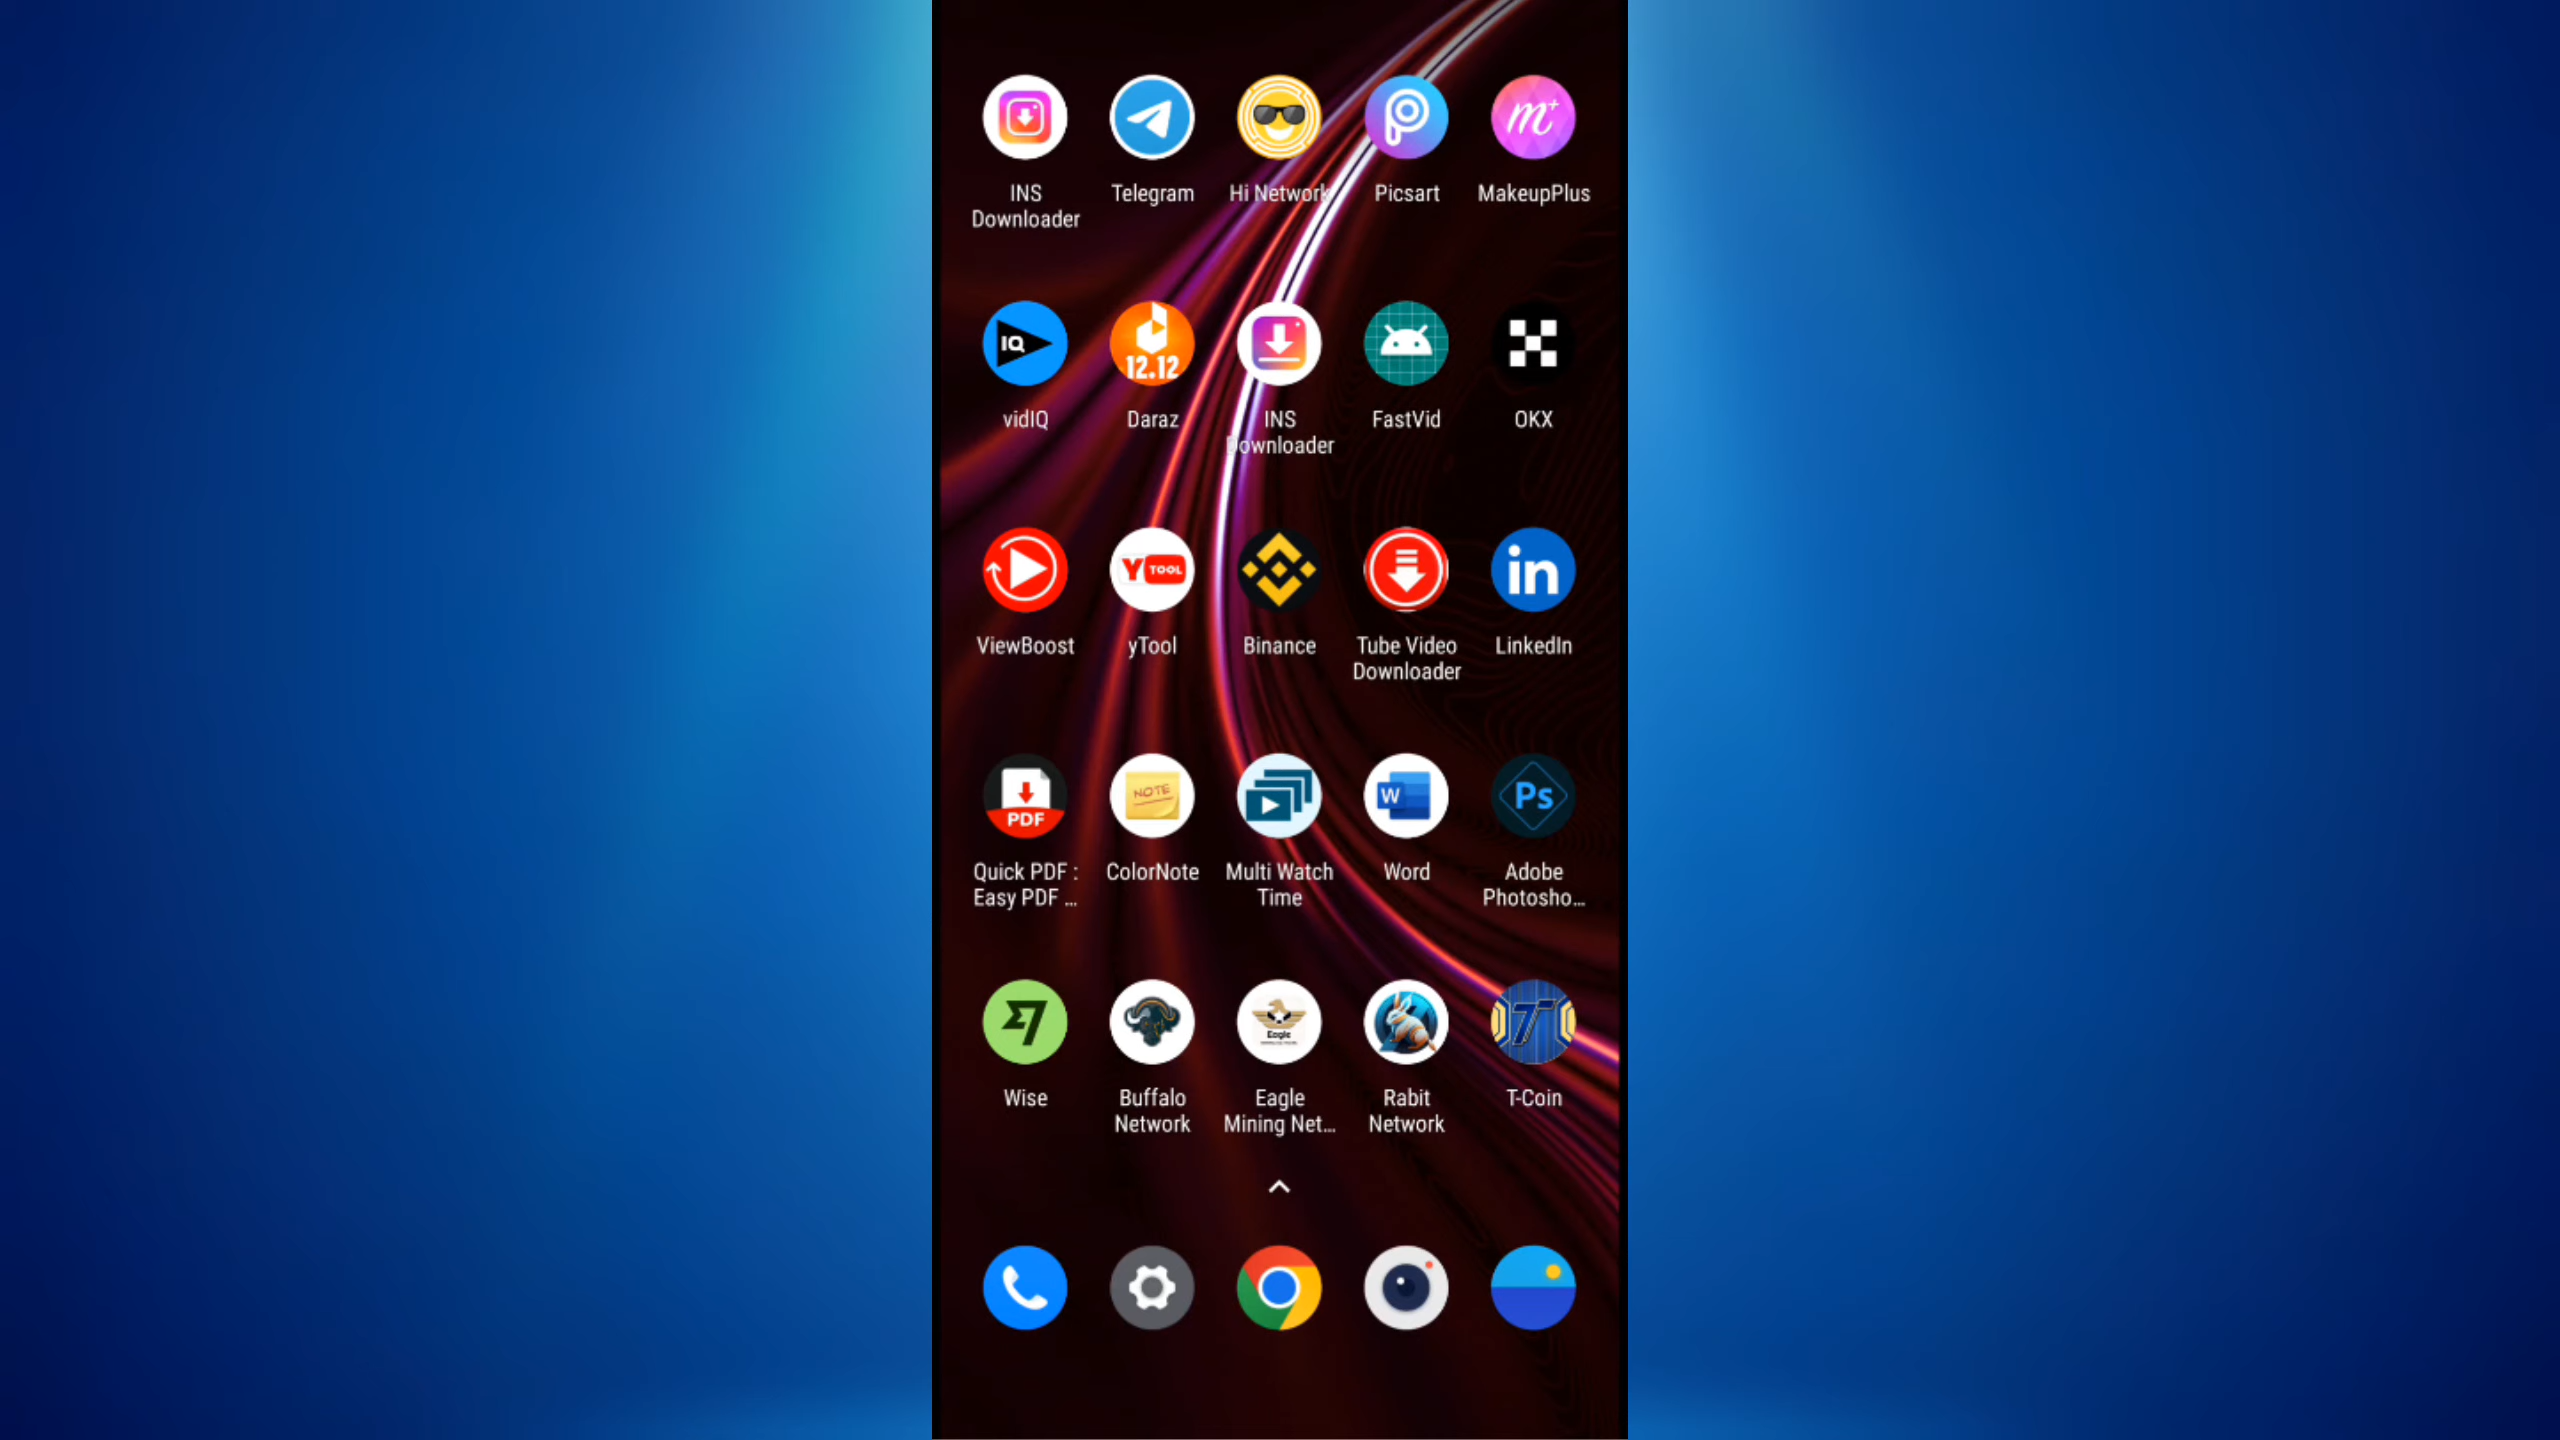 INS
Downloader
Telegram
Hi Network
Picsart
m+
MakeupPlus
IQ
vidIQ
12.12
Daraz
INS
Downloader
FastVid
OKX
ViewBoost
Y TOOL
yTool
Binance
Tube Video
Downloader
in
LinkedIn
PDF
Quick PDF :
Easy PDF ...
NOTE
ColorNote
Multi Watch
Time
W
Word
Ps
Adobe
Photosho...
Wise
Buffalo
Network
Eagle
Eagle
Mining Net...
Rabit
Network
T
T-Coin